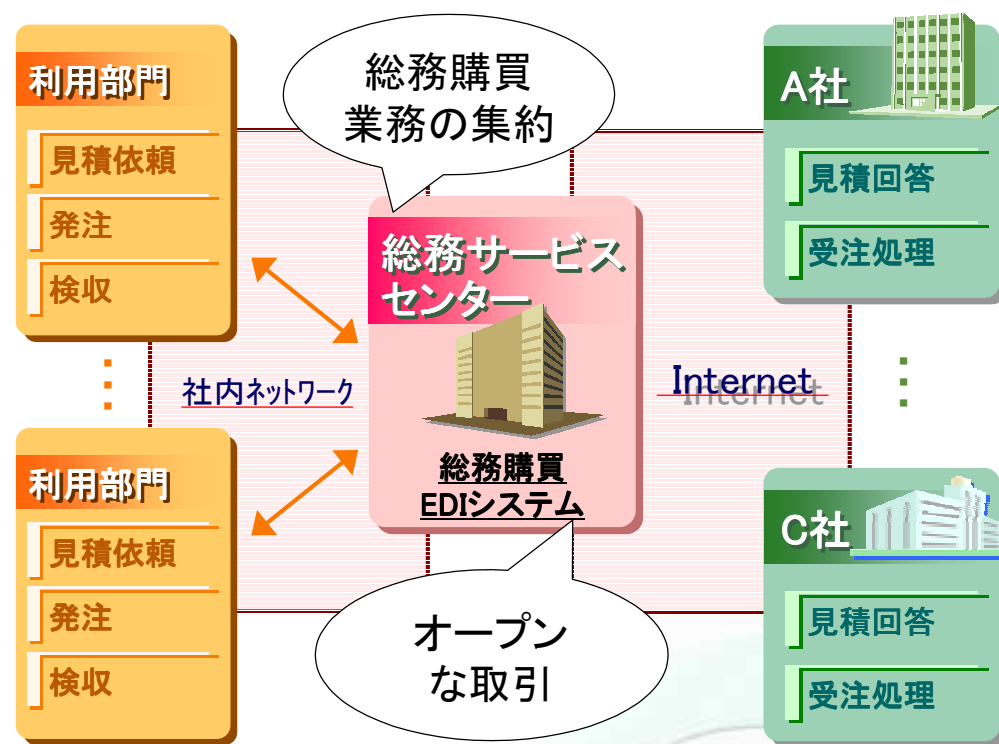 利用部門
見積依頼
発注
検収
利用部門
見積依頼
発注
検収
総務購買
業務の集約
社内ネットワーク
総務サービス
センター
総務購買
EDIシステム
オープン
な取引
Internet
A社
見積回答
受注処理
C社
見積回答
受注処理